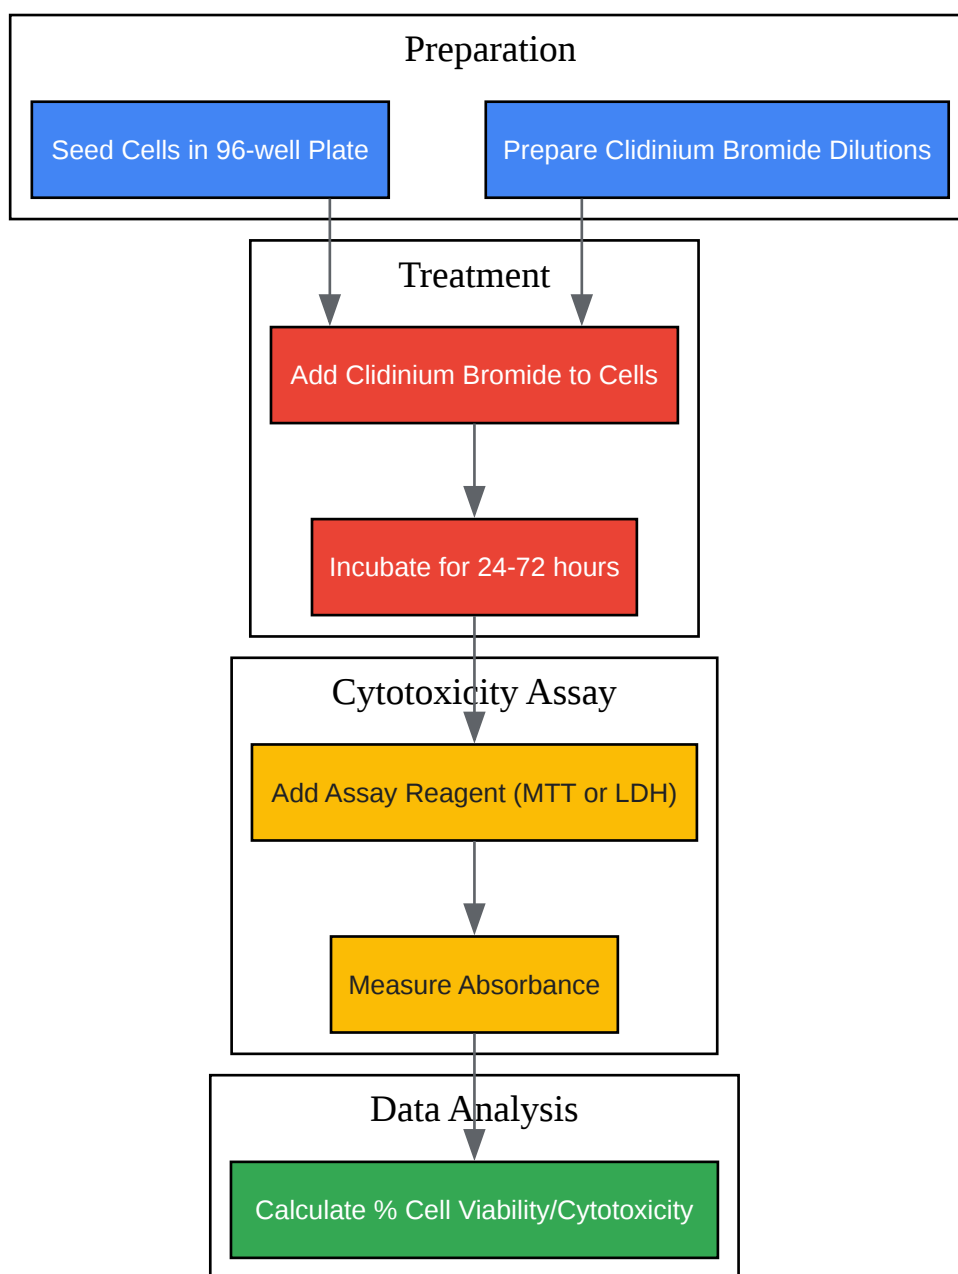 Preparation
Seed Cells in 96-well Plate
Prepare Clidinium Bromide Dilutions
Treatment
Add Clidinium Bromide to Cells
Incubate for 24-72 hours
Cytotoxicity Assay
Add Assay Reagent (MTT or LDH)
Measure Absorbance
Data Analysis
Calculate % Cell Viability/Cytotoxicity